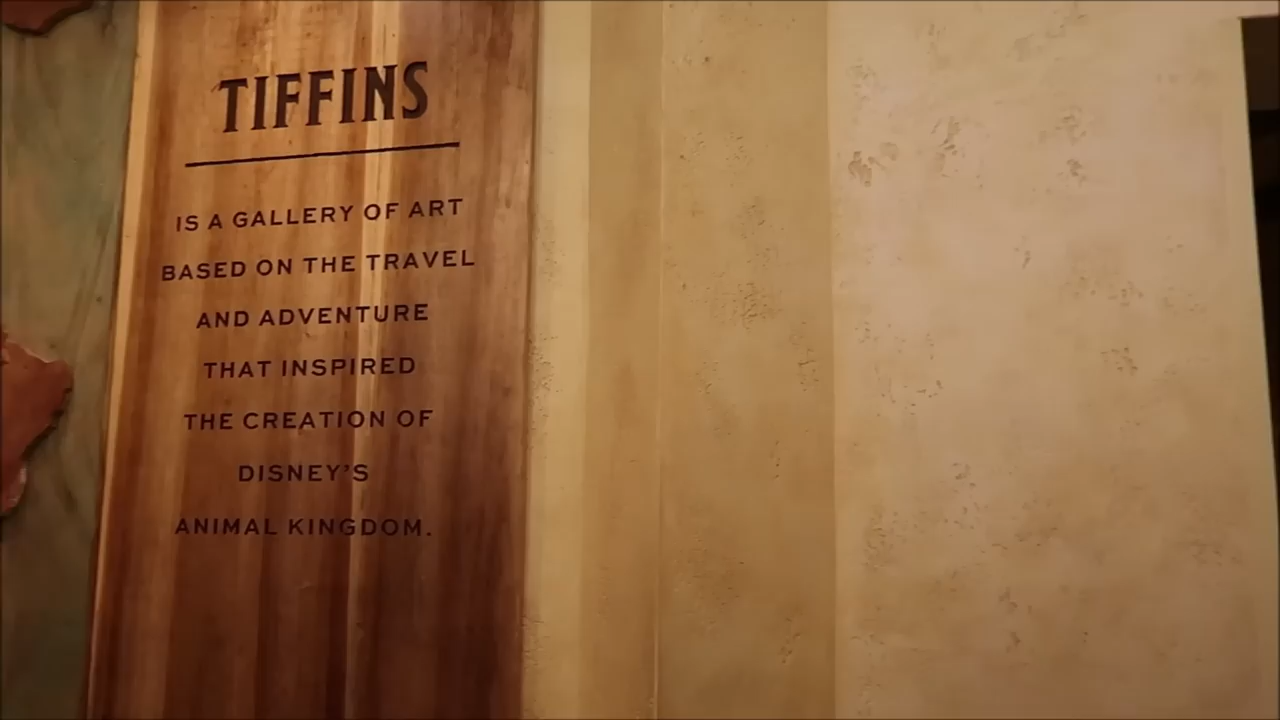 TIFFINS
IS A GALLERY OF ART
BASED ON THE TRAVEL
AND ADVENTURE
THAT INSPIRED
THE CREATION OF
DISNEY'S
ANIMAL KINGDOM.